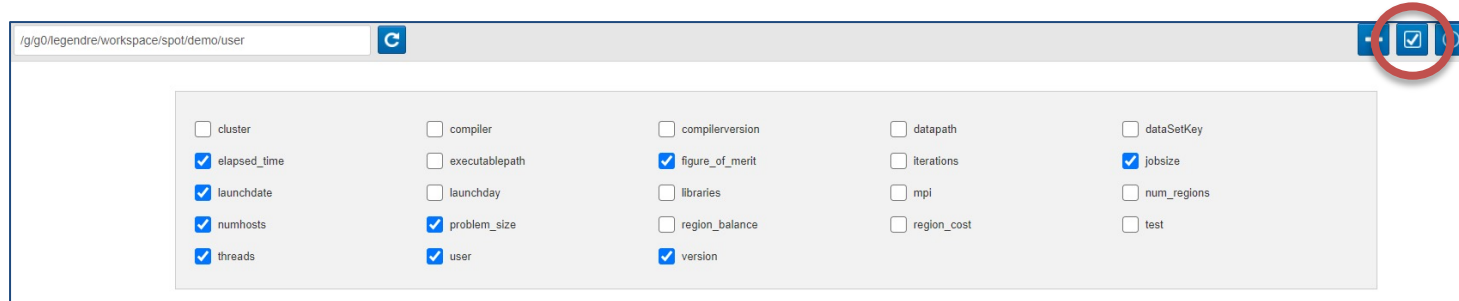 /g/g0/legendre/workspace/spot/demo/user
cluster compiler compilerversion datapath dataSetKey
elapsed_time executablepath figure_of_merit iterations jobsize
launchdate launchday libraries mpi num_regions
numhosts problem_size region_balance region_cost test
threads user version